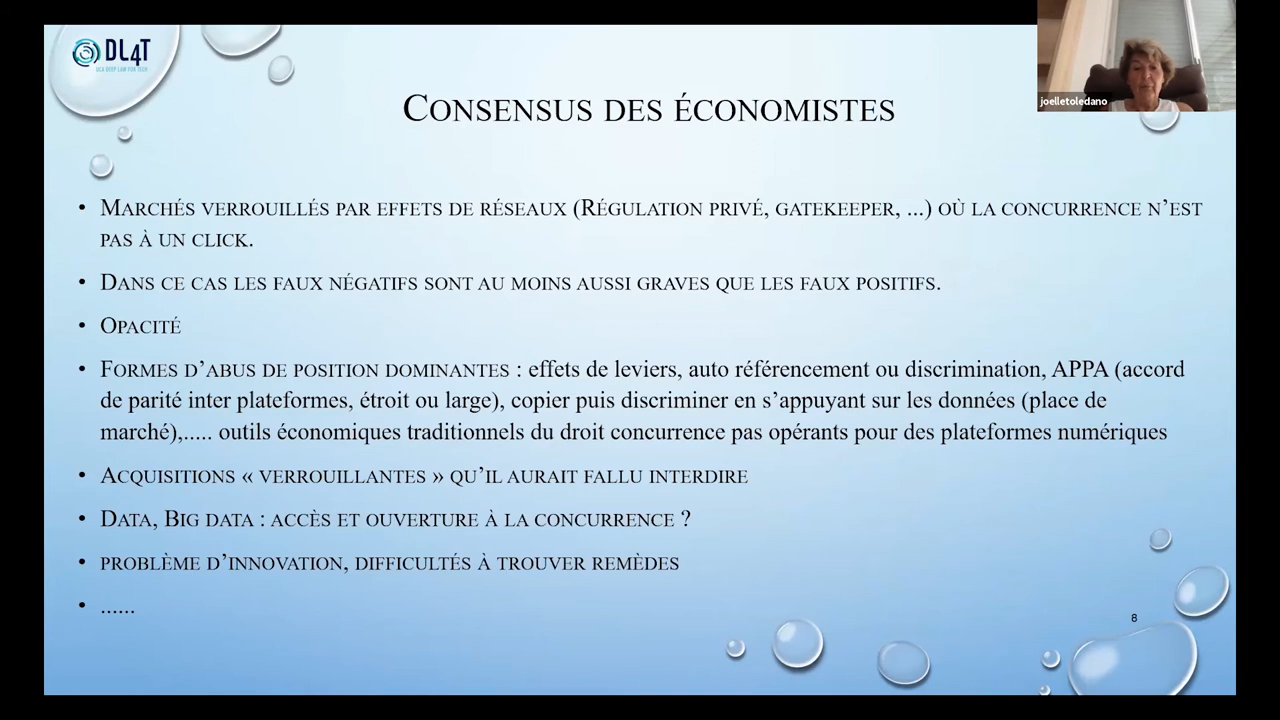 DL4T
UCA DEEP LAW FOR TECH
joelletoledano
CONSENSUS DES ÉCONOMISTES
• MARCHÉS VERROUILLÉS PAR EFFETS DE RÉSEAUX (RÉGULATION PRIVÉ, GATEKEEPER, ...) OÙ LA CONCURRENCE N’EST
PAS À UN CLICK.
• DANS CE CAS LES FAUX NÉGATIFS SONT AU MOINS AUSSI GRAVES QUE LES FAUX POSITIFS.
• OPACITÉ
• FORMES D’ABUS DE POSITION DOMINANTES : effets de leviers, auto référencement ou discrimination, APPA (accord
de parité inter plateformes, étroit ou large), copier puis discriminer en s’appuyant sur les données (place de
marché),..... outils économiques traditionnels du droit concurrence pas opérants pour des plateformes numériques
• ACQUISITIONS « VERROUILLANTES » QU’IL AURAIT FALLU INTERDIRE
• DATA, BIG DATA : ACCÈS ET OUVERTURE À LA CONCURRENCE ?
• PROBLÈME D’INNOVATION, DIFFICULTÉS À TROUVER REMÈDES
• ......
8